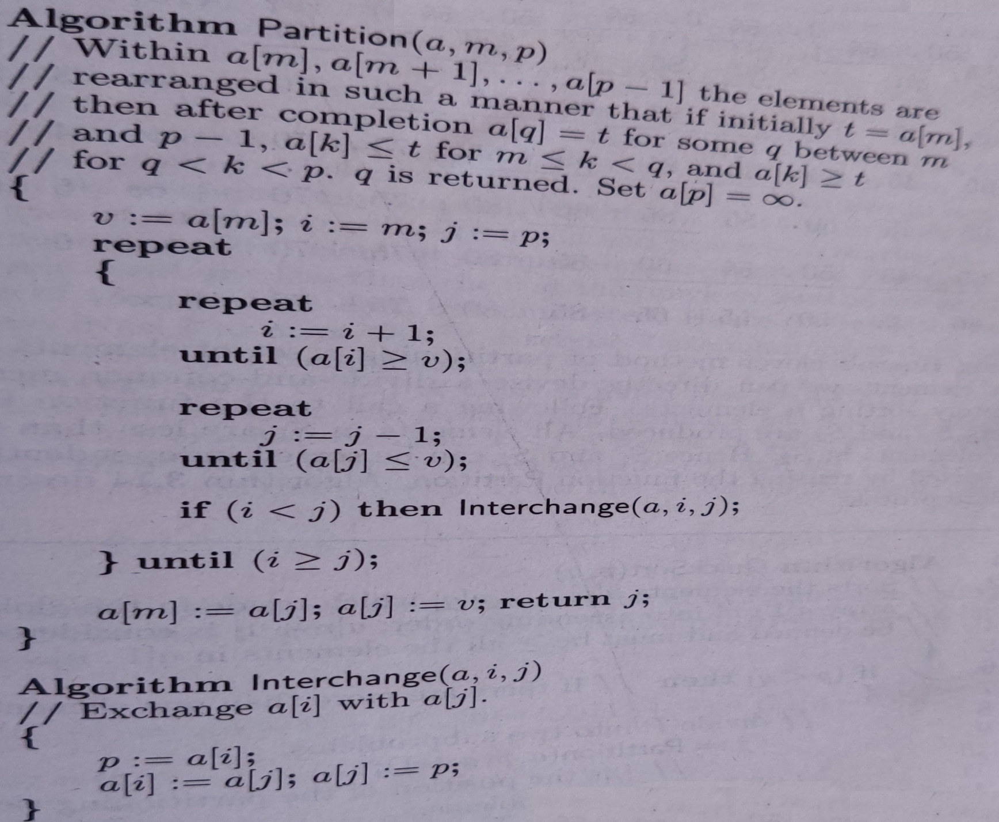 Algorithm Partition(a, m, p)
// Within a[m], a[m + 1], . . . , a[p − 1] the elements are
// rearranged in such a manner that if initially t = a[m],
// then after completion a[q] = t for some q between m
// and p − 1, a[k] ≤ t for m ≤ k < q, and a[k] ≥ t
// for q < k < p. q is returned. Set a[p] = ∞.
{
v := a[m]; i := m; j := p;
repeat
{
repeat
i := i + 1;
until (a[i] ≥ v);
repeat
j := j − 1;
until (a[j] ≤ v);
if (i < j) then Interchange(a, i, j);
} until (i ≥ j);
a[m] := a[j]; a[j] := v; return j;
}
Algorithm Interchange(a, i, j)
// Exchange a[i] with a[j].
{
p := a[i];
a[i] := a[j]; a[j] := p;
}